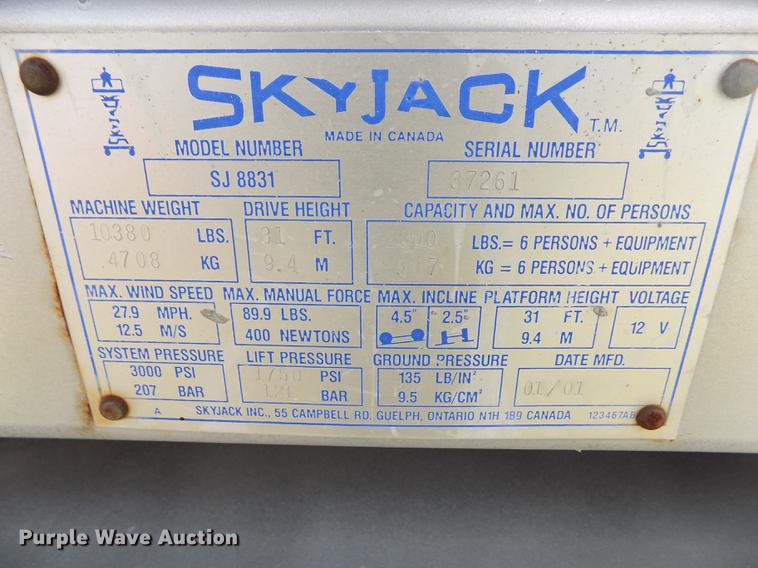 SKYJACK T.M.
SKYJACK
SKYJACK
MADE IN CANADA
MODEL NUMBER SERIAL NUMBER
SJ 8831 37261
MACHINE WEIGHT DRIVE HEIGHT CAPACITY AND MAX. NO. OF PERSONS
10380 LBS. 31 FT. LBS.= 6 PERSONS + EQUIPMENT
4708 KG 9.4 M KG = 6 PERSONS + EQUIPMENT
MAX. WIND SPEED MAX. MANUAL FORCE MAX. INCLINE PLATFORM HEIGHT VOLTAGE
27.9 MPH. 89.9 LBS. 4.5° 2.5° 31 FT. 12 V
12.5 M/S 400 NEWTONS 9.4 M
SYSTEM PRESSURE LIFT PRESSURE GROUND PRESSURE DATE MFD.
3000 PSI 1750 PSI 135 LB/IN² 01/01
207 BAR 121 BAR 9.5 KG/CM²
A SKYJACK INC., 55 CAMPBELL RD. GUELPH, ONTARIO N1H 1B9 CANADA 123467AB
Purple Wave Auction